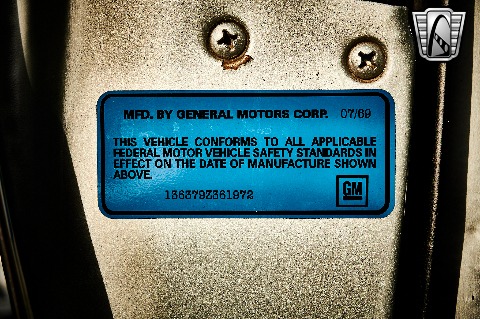 MFD. BY GENERAL MOTORS CORP. 07/69
THIS VEHICLE CONFORMS TO ALL APPLICABLE
FEDERAL MOTOR VEHICLE SAFETY STANDARDS IN
EFFECT ON THE DATE OF MANUFACTURE SHOWN
ABOVE.
136379Z361972
GM